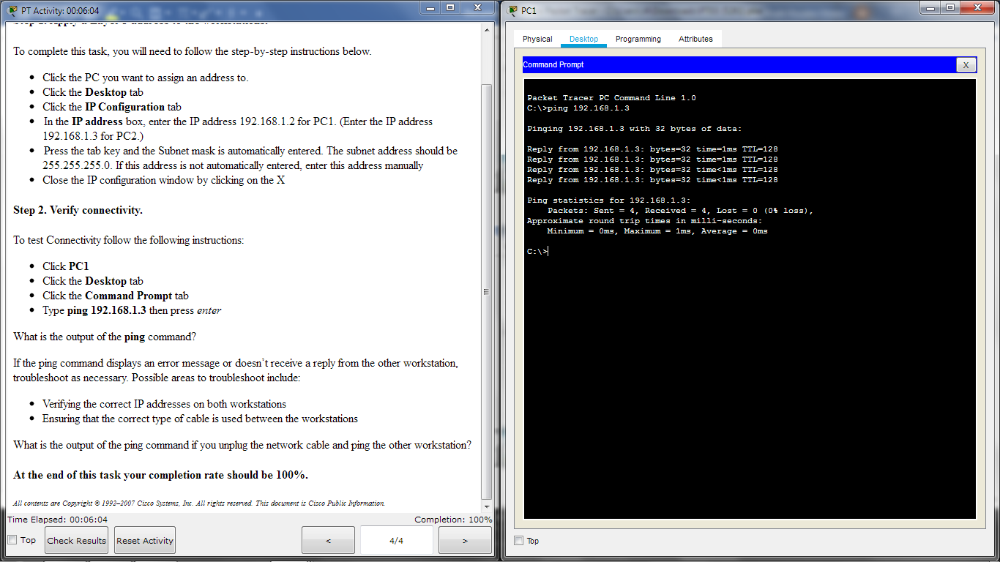 PT Activity: 00:06:04
To complete this task, you will need to follow the step-by-step instructions below.
Click the PC you want to assign an address to.
Click the Desktop tab
Click the IP Configuration tab
In the IP address box, enter the IP address 192.168.1.2 for PC1. (Enter the IP address
192.168.1.3 for PC2.)
Press the tab key and the Subnet mask is automatically entered. The subnet address should be
255.255.255.0. If this address is not automatically entered, enter this address manually
Close the IP configuration window by clicking on the X
Step 2. Verify connectivity.
To test Connectivity follow the following instructions:
Click PC1
Click the Desktop tab
Click the Command Prompt tab
Type ping 192.168.1.3 then press enter
What is the output of the ping command?
If the ping command displays an error message or doesn't receive a reply from the other workstation,
troubleshoot as necessary. Possible areas to troubleshoot include:
Verifying the correct IP addresses on both workstations
Ensuring that the correct type of cable is used between the workstations
What is the output of the ping command if you unplug the network cable and ping the other workstation?
At the end of this task your completion rate should be 100%.
All contents are Copyright © 1992–2007 Cisco Systems, Inc. All rights reserved. This document is Cisco Public Information.
Time Elapsed: 00:06:04 Completion: 100%
Top Check Results Reset Activity < 4/4 >
PC1
Physical Desktop Programming Attributes
Command Prompt X
Packet Tracer PC Command Line 1.0
C:\>ping 192.168.1.3
Pinging 192.168.1.3 with 32 bytes of data:
Reply from 192.168.1.3: bytes=32 time=1ms TTL=128
Reply from 192.168.1.3: bytes=32 time=1ms TTL=128
Reply from 192.168.1.3: bytes=32 time<1ms TTL=128
Reply from 192.168.1.3: bytes=32 time<1ms TTL=128
Ping statistics for 192.168.1.3:
Packets: Sent = 4, Received = 4, Lost = 0 (0% loss),
Approximate round trip times in milli-seconds:
Minimum = 0ms, Maximum = 1ms, Average = 0ms
C:\>
Top